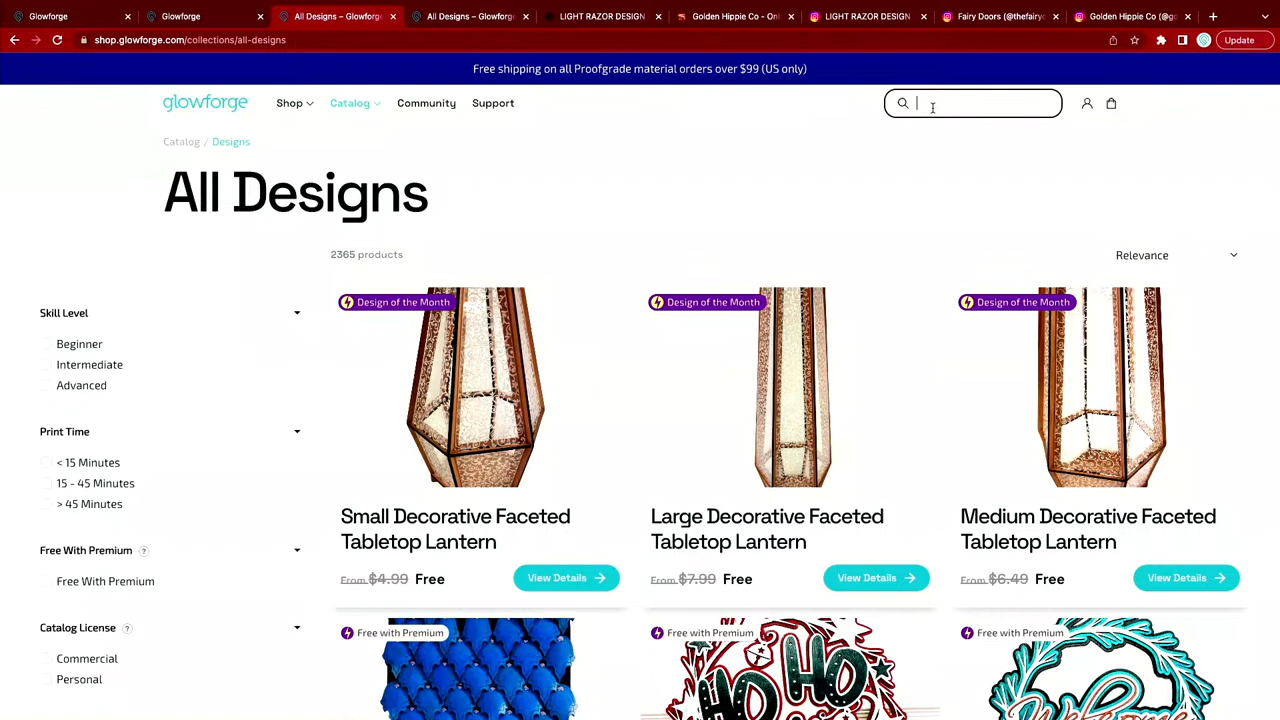 Glowforge
Glowforge
All Designs – Glowforge
All Designs – Glowforge
LIGHT RAZOR DESIGN
Golden Hippie Co - Onl
LIGHT RAZOR DESIGN
Fairy Doors (@thefairyc
Golden Hippie Co (@go
shop.glowforge.com/collections/all-designs
Update
Free shipping on all Proofgrade material orders over $99 (US only)
glowforge
Shop
Catalog
Community
Support
Catalog / Designs
All Designs
2365 products
Relevance
Skill Level
Beginner
Intermediate
Advanced
Print Time
< 15 Minutes
15 - 45 Minutes
> 45 Minutes
Free With Premium ?
Free With Premium
Catalog License ?
Commercial
Personal
Design of the Month
Small Decorative Faceted
Tabletop Lantern
From $4.99 Free
View Details
Design of the Month
Large Decorative Faceted
Tabletop Lantern
From $7.99 Free
View Details
Design of the Month
Medium Decorative Faceted
Tabletop Lantern
From $6.49 Free
View Details
Free with Premium
Free with Premium
HO HO
Free with Premium
Welcome